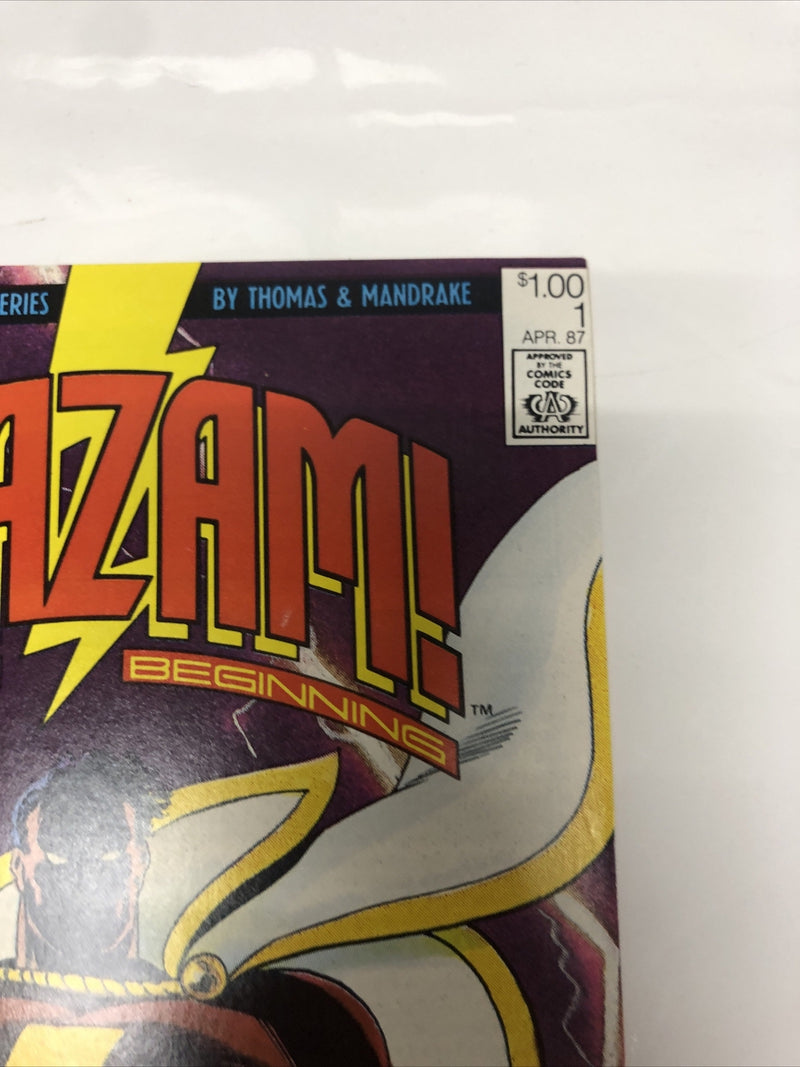 ERIES
BY THOMAS & MANDRAKE
$1.00
1
APR. 87
APPROVED
BY THE
COMICS
CODE
CA
AUTHORITY
AZAM!
BEGINNING
TM